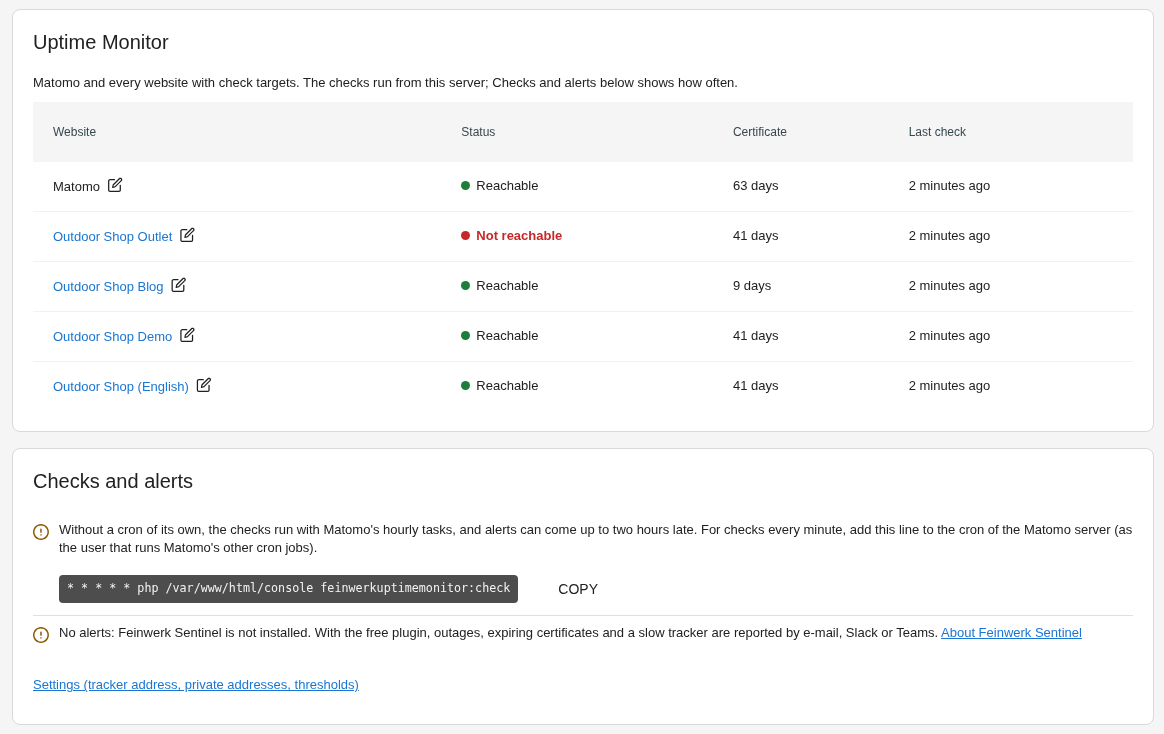 Uptime Monitor
Matomo and every website with check targets. The checks run from this server; Checks and alerts below shows how often.
Website Status Certificate Last check
Matomo Reachable 63 days 2 minutes ago
Outdoor Shop Outlet Not reachable 41 days 2 minutes ago
Outdoor Shop Blog Reachable 9 days 2 minutes ago
Outdoor Shop Demo Reachable 41 days 2 minutes ago
Outdoor Shop (English) Reachable 41 days 2 minutes ago
Checks and alerts
Without a cron of its own, the checks run with Matomo's hourly tasks, and alerts can come up to two hours late. For checks every minute, add this line to the cron of the Matomo server (as
the user that runs Matomo's other cron jobs).
* * * * * php /var/www/html/console feinwerkuptimemonitor:check COPY
No alerts: Feinwerk Sentinel is not installed. With the free plugin, outages, expiring certificates and a slow tracker are reported by e-mail, Slack or Teams. About Feinwerk Sentinel
Settings (tracker address, private addresses, thresholds)